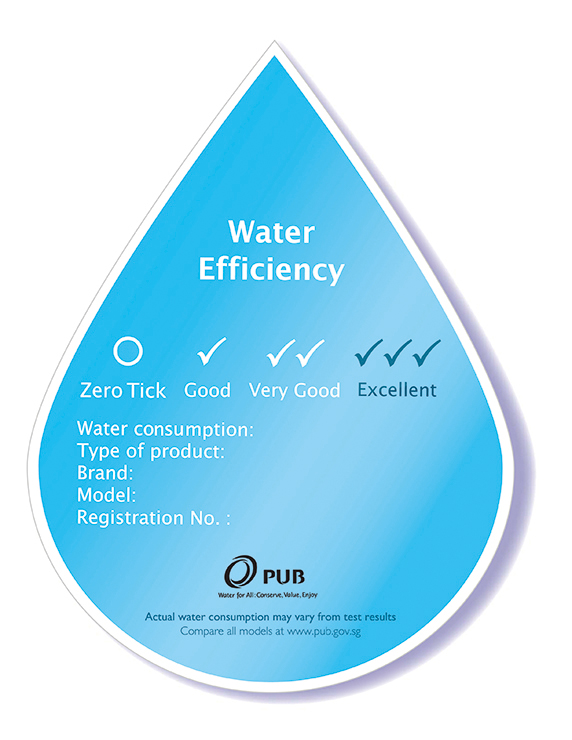 Water
Efficiency
Zero Tick Good Very Good Excellent
Water consumption:
Type of product:
Brand:
Model:
Registration No. :
PUB
Water for All: Conserve, Value, Enjoy
Actual water consumption may vary from test results
Compare all models at www.pub.gov.sg